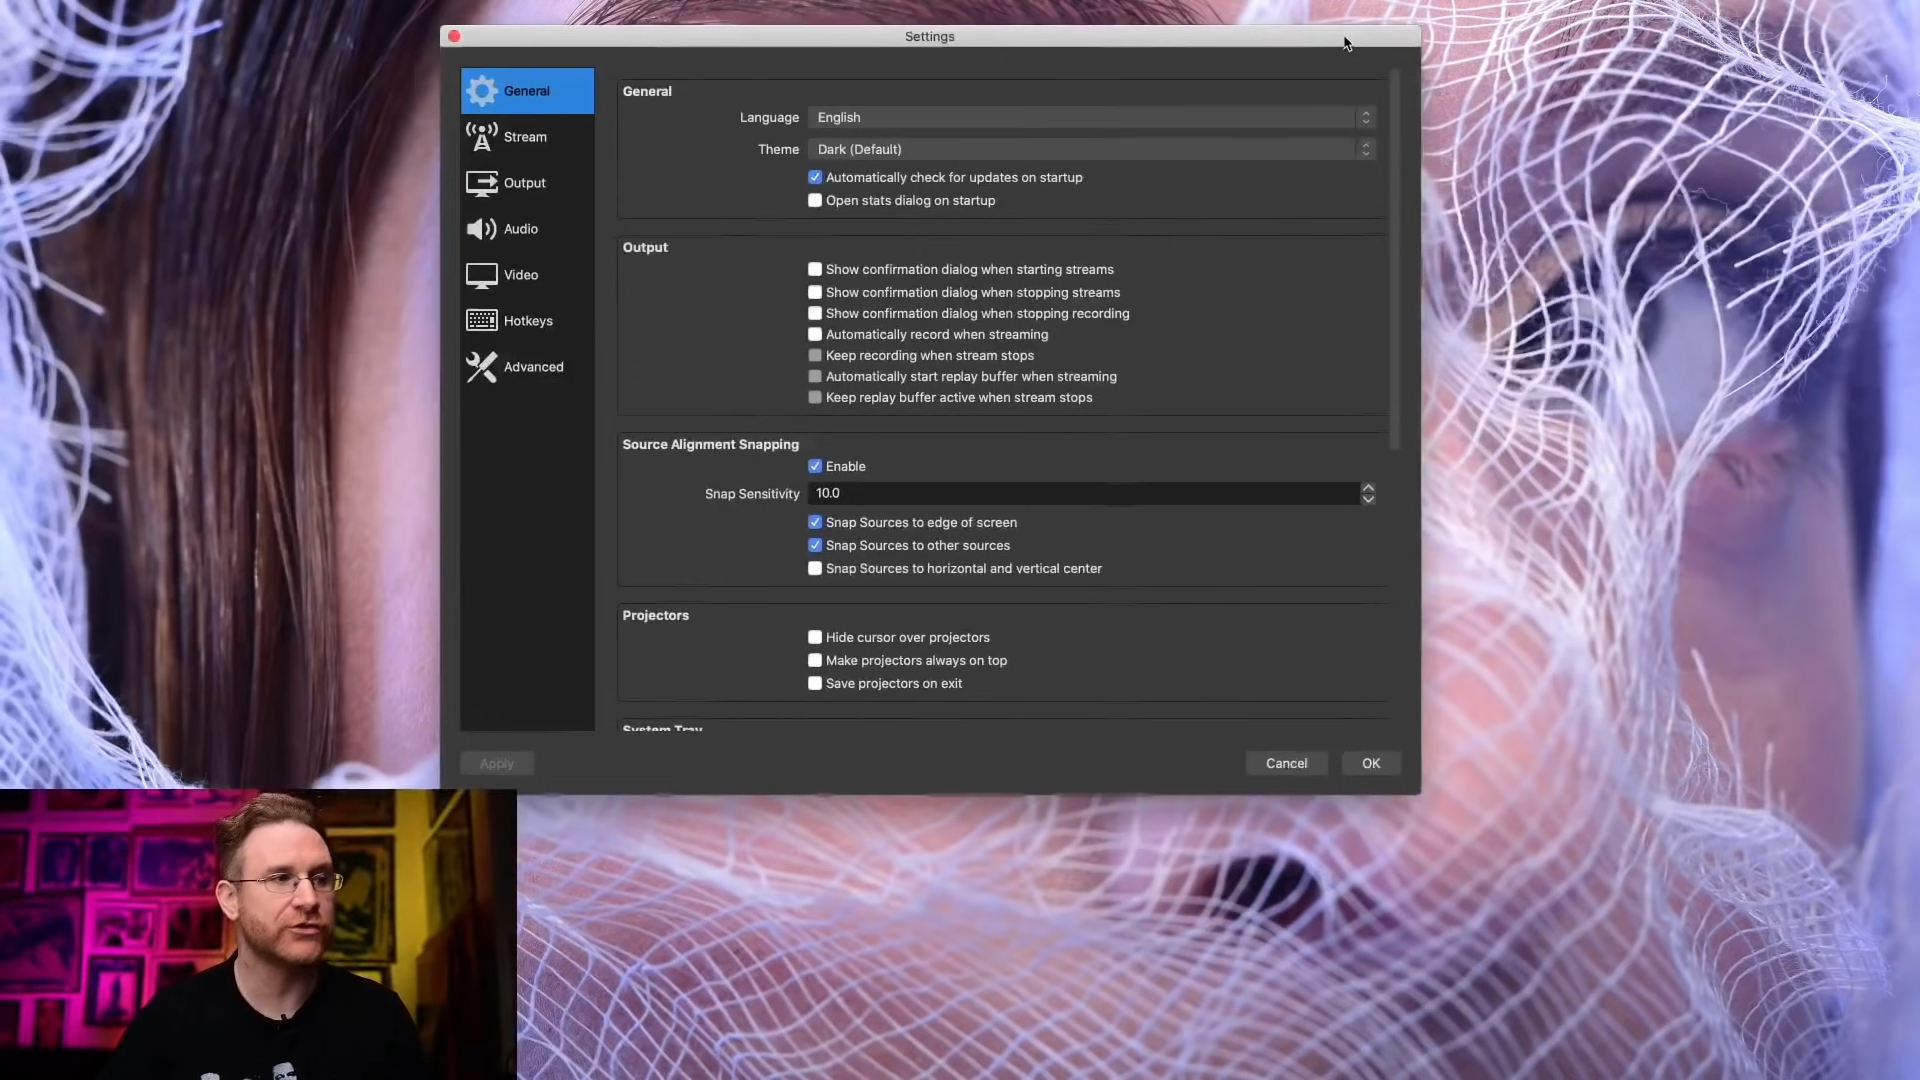 Settings
General
Stream
Output
Audio
Video
Hotkeys
Advanced
General
Language English
Theme Dark (Default)
Automatically check for updates on startup
Open stats dialog on startup
Output
Show confirmation dialog when starting streams
Show confirmation dialog when stopping streams
Show confirmation dialog when stopping recording
Automatically record when streaming
Keep recording when stream stops
Automatically start replay buffer when streaming
Keep replay buffer active when stream stops
Source Alignment Snapping
Enable
Snap Sensitivity 10.0
Snap Sources to edge of screen
Snap Sources to other sources
Snap Sources to horizontal and vertical center
Projectors
Hide cursor over projectors
Make projectors always on top
Save projectors on exit
System Tray
Apply Cancel OK